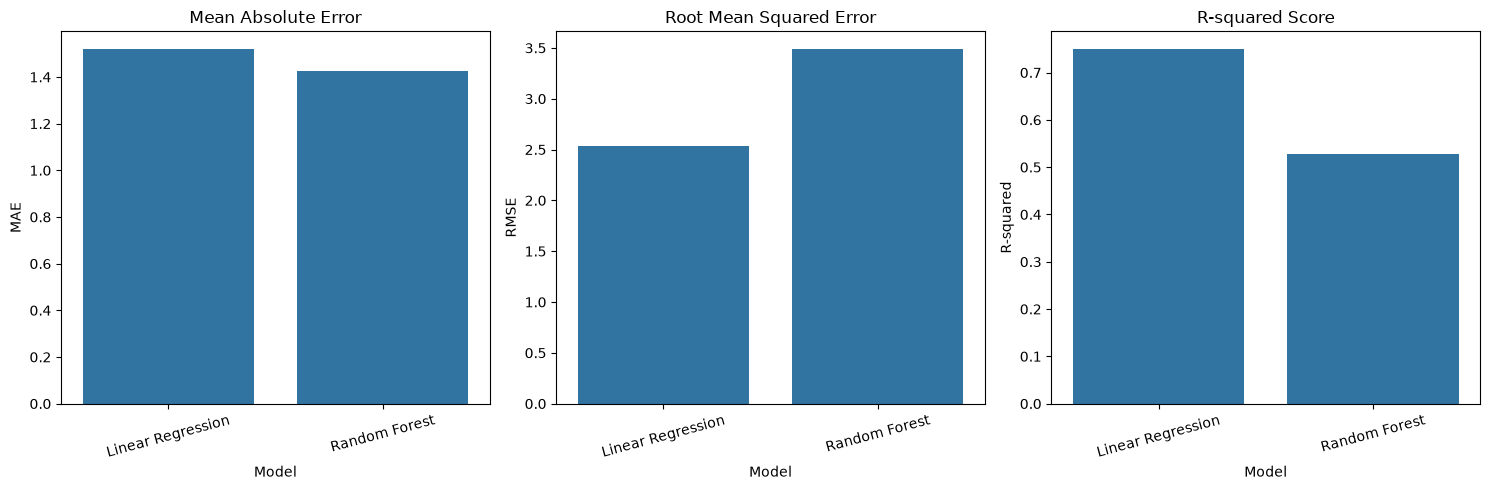 Mean Absolute Error
MAE
1.4
1.2
1.0
0.8
0.6
0.4
0.2
0.0
Linear Regression
Random Forest
Model
Root Mean Squared Error
RMSE
3.5
3.0
2.5
2.0
1.5
1.0
0.5
0.0
Linear Regression
Random Forest
Model
R-squared Score
R-squared
0.7
0.6
0.5
0.4
0.3
0.2
0.1
0.0
Linear Regression
Random Forest
Model